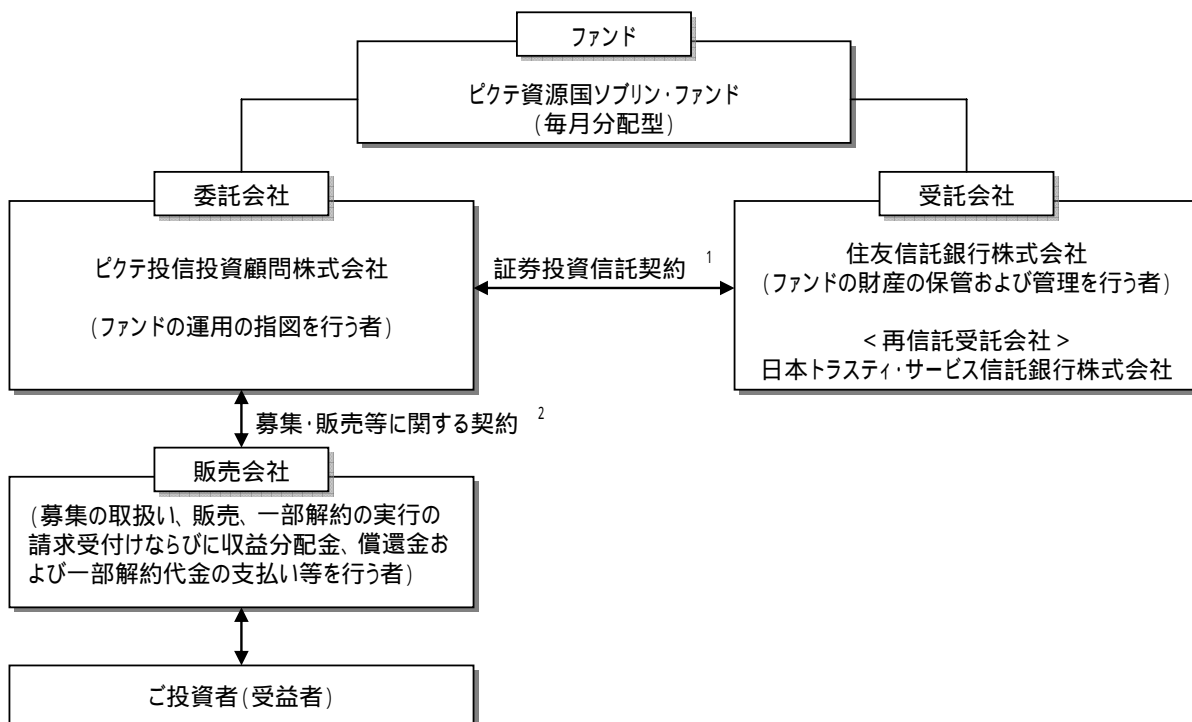 ファンド
ピクテ資源国ソブリン・ファンド
(毎月分配型)
委託会社
受託会社
ピクテ投信投資顧問株式会社
(ファンドの運用の指図を行う者)
証券投資信託契約 1
住友信託銀行株式会社
(ファンドの財産の保管および管理を行う者)
<再信託受託会社>
日本トラスティ・サービス信託銀行株式会社
募集・販売等に関する契約 2
販売会社
(募集の取扱い、販売、一部解約の実行の
請求受付けならびに収益分配金、償還金お
よび一部解約代金の支払い等を行う者)
ご投資者(受益者)